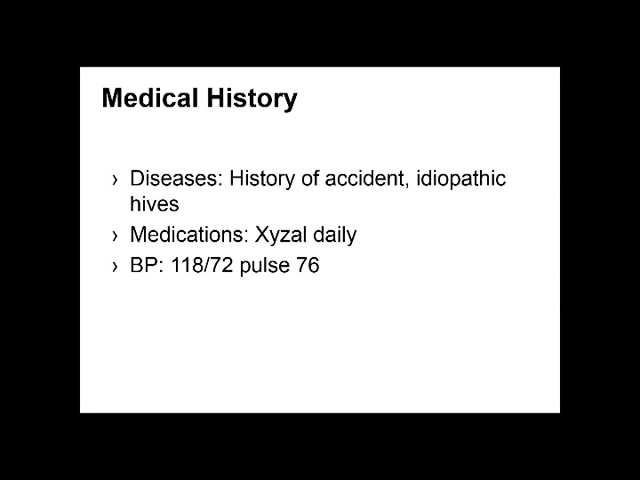 Medical History
› Diseases: History of accident, idiopathic
hives
› Medications: Xyzal daily
› BP: 118/72 pulse 76